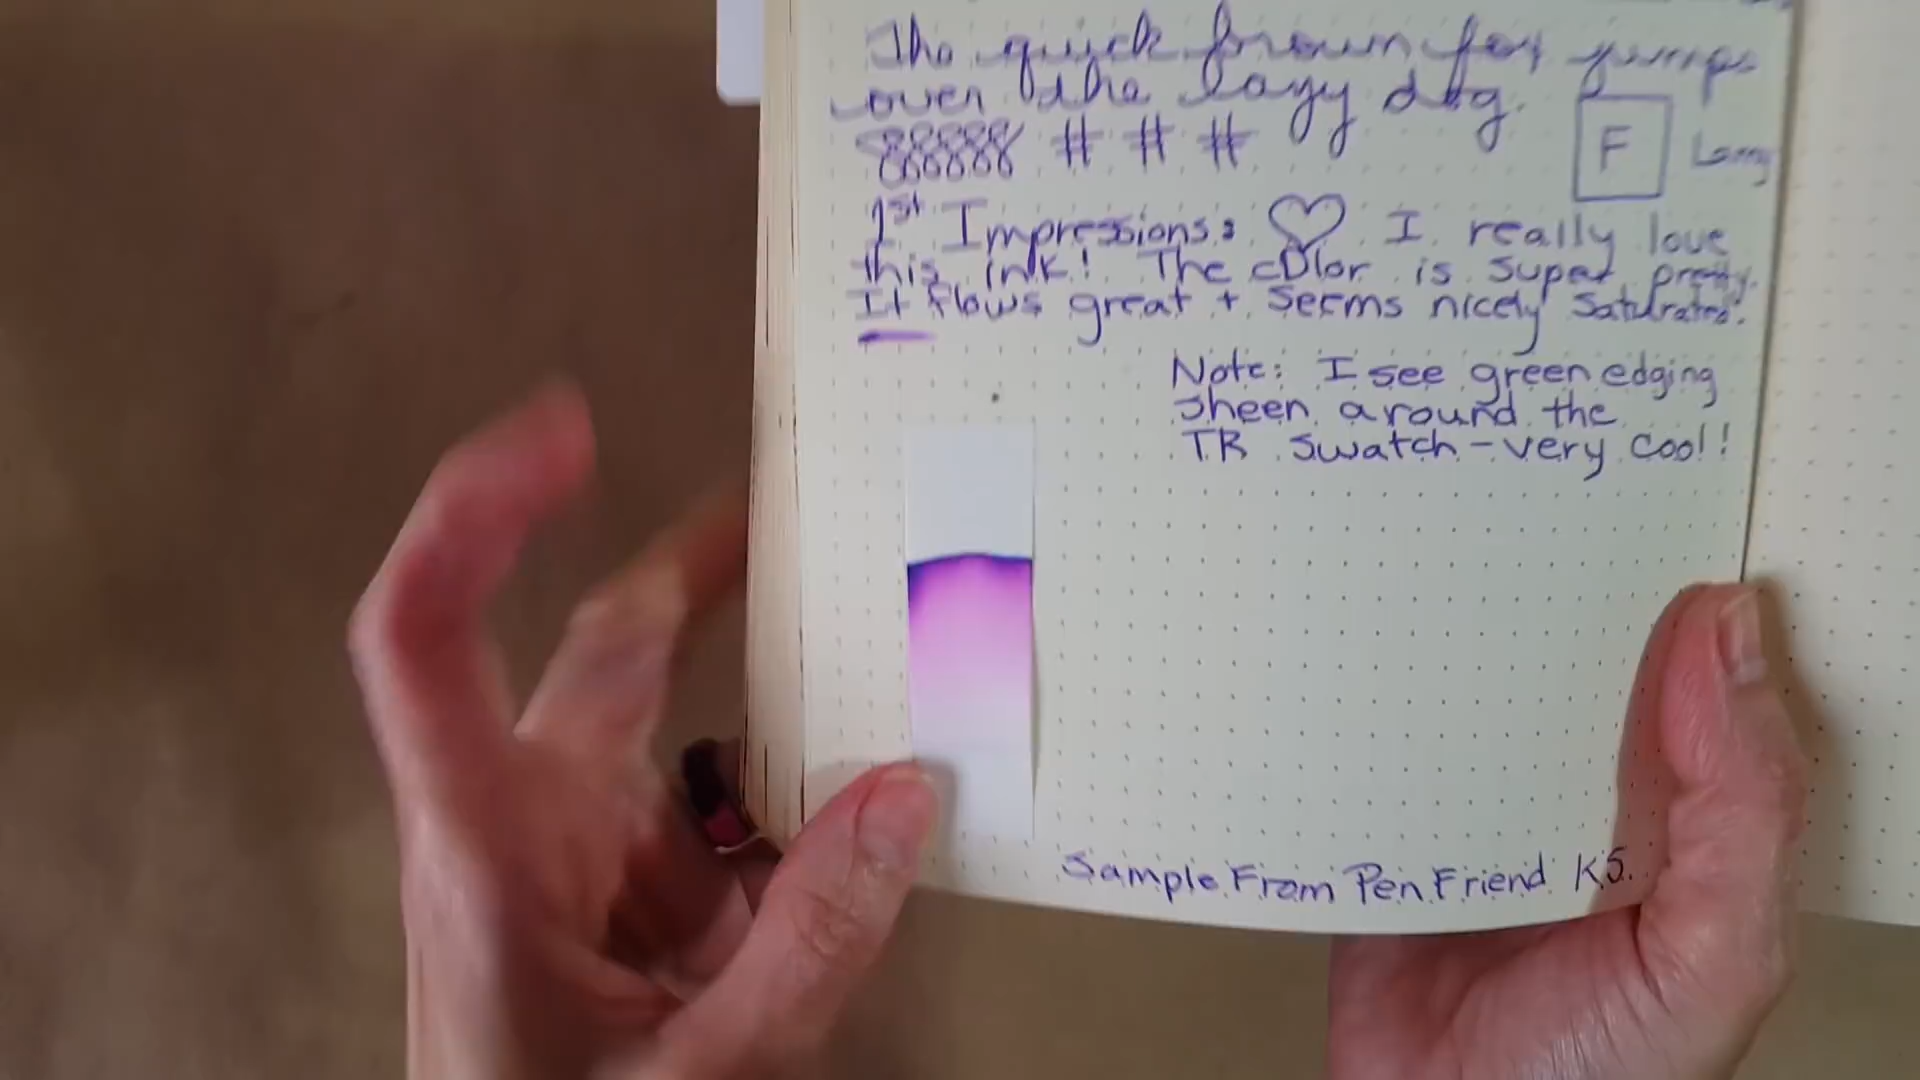 The quick brown fox jumps
over the lazy dog.
88888 # # #
F Lamy
1st Impressions: ♡ I really love
this ink! The color is super pretty.
It flows great + seems nicely saturated!
Note: I see green edging
sheen around the
TR swatch - very cool!
Sample From Pen Friend KS.